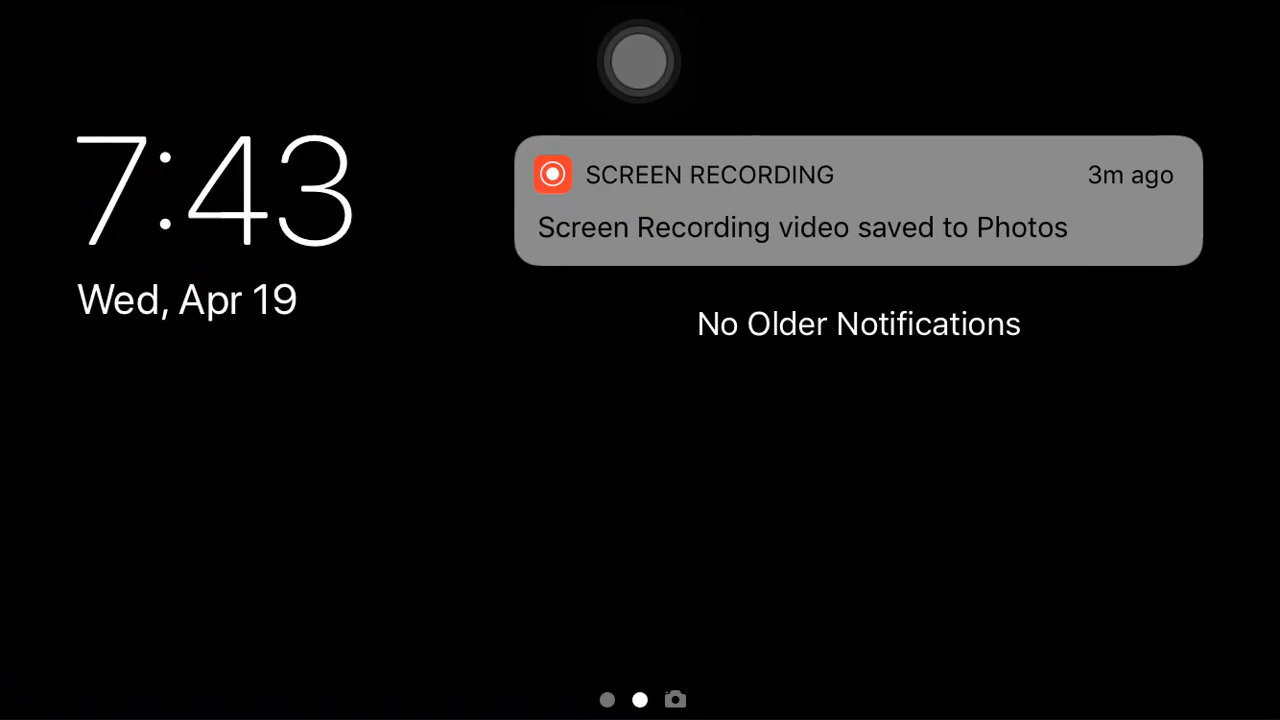 7:43
Wed, Apr 19
SCREEN RECORDING 3m ago
Screen Recording video saved to Photos
No Older Notifications